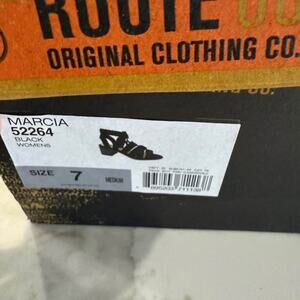 ROUTE
ORIGINAL CLOTHING CO.
MARCIA
52264
BLACK
WOMENS
SIZE 7 MEDIUM